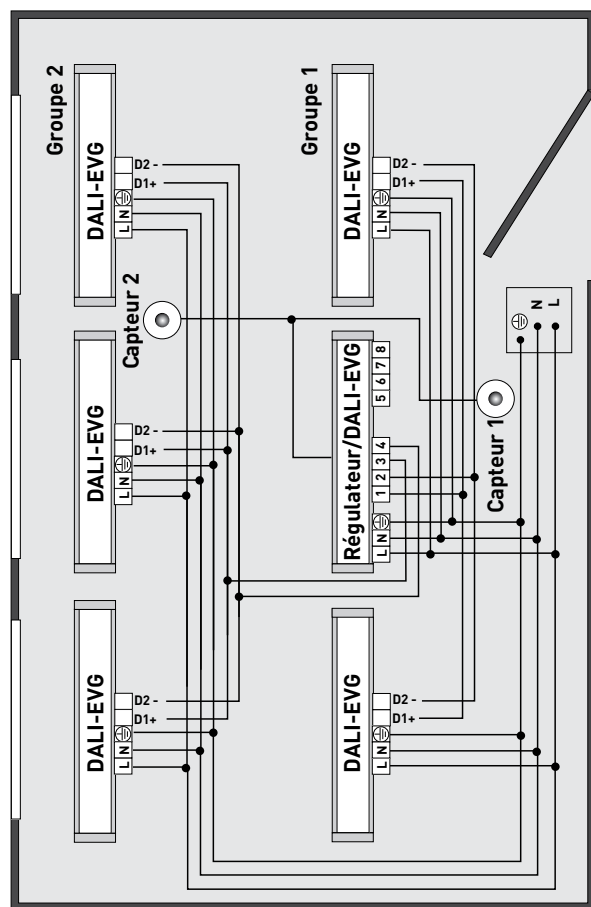 Groupe 2
DALI-EVG
D2 -
D1+
N
L
Groupe 1
DALI-EVG
D2 -
D1+
N
L
N
L
Capteur 2
Capteur 1
DALI-EVG
D2 -
D1+
N
L
Régulateur/DALI-EVG
8
7
6
5
4
3
2
1
N
L
DALI-EVG
D2 -
D1+
N
L
DALI-EVG
D2 -
D1+
N
L